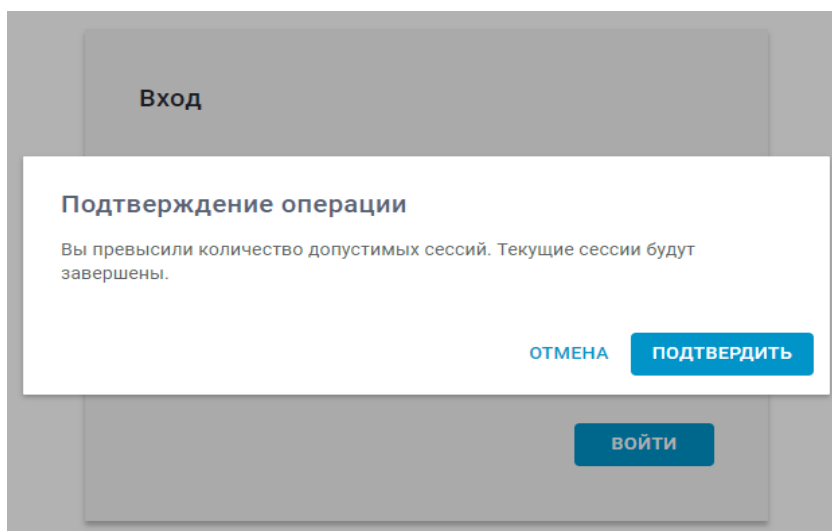 Вход
Подтверждение операции
Вы превысили количество допустимых сессий. Текущие сессии будут
завершены.
ОТМЕНА ПОДТВЕРДИТЬ
ВОЙТИ